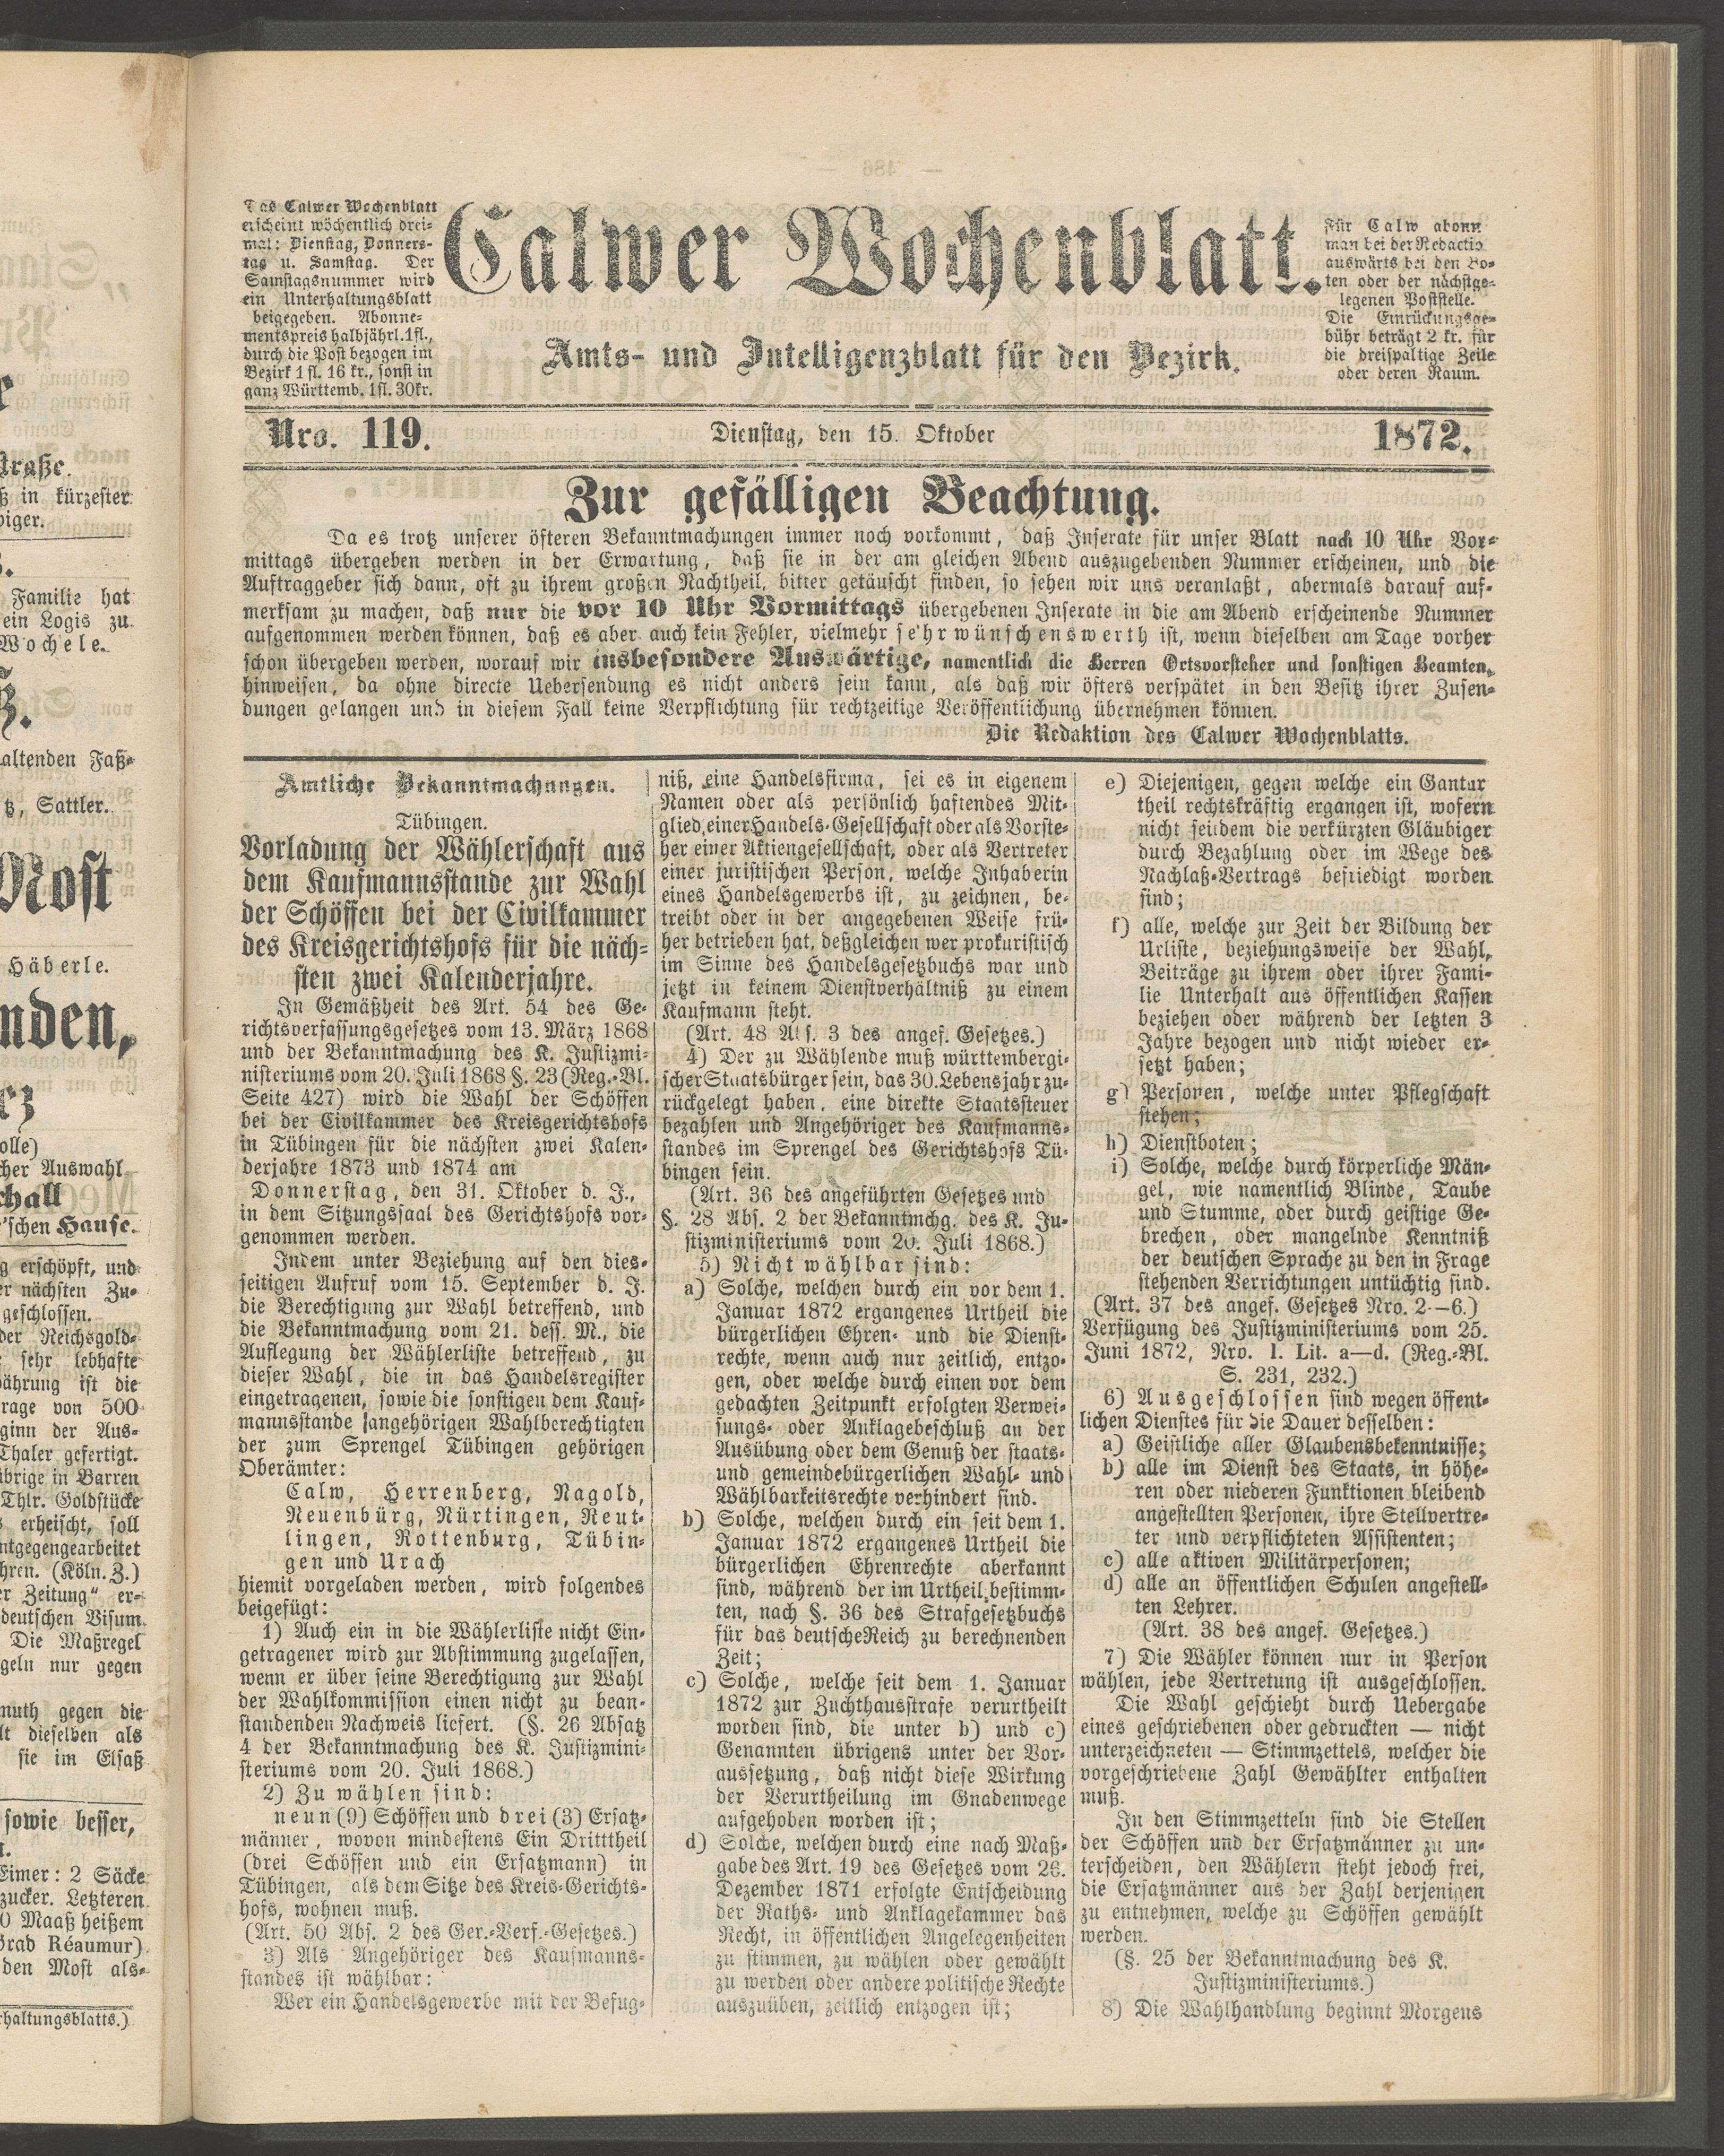 Das Calwer Wochenblatt
erscheint wöchentlich drei-
mal: Dienstag, Donners-
tag u. Samstag. Der
Samstagsnummer wird
ein Unterhaltungsblatt
beigegeben. Abonne-
mentspreis halbjährl. 1 fl.,
durch die Post bezogen im
Bezirk 1 fl. 16 kr., sonst in
ganz Württemb. 1 fl. 30 kr.
Calwer Wochenblatt.
Amts- und Intelligenzblatt für den Bezirk.
Für Calw abonn
man bei der Redactio
auswärts bei den Bo-
ten oder der nächstge-
legenen Poststelle.
Die Einrückungsge-
bühr beträgt 2 kr. für
die dreispaltige Zeile
oder deren Raum.
Nro. 119.
Dienstag, den 15. Oktober
1872.
Zur gefälligen Beachtung.
Da es trotz unserer öfteren Bekanntmachungen immer noch vorkommt, daß Inserate für unser Blatt nach 10 Uhr Vor-
mittags übergeben werden in der Erwartung, daß sie in der am gleichen Abend auszugebenden Nummer erscheinen, und die
Auftraggeber sich dann, oft zu ihrem großen Nachtheil, bitter getäuscht finden, so sehen wir uns veranlaßt, abermals darauf auf-
merksam zu machen, daß nur die vor 10 Uhr Vormittags übergebenen Inserate in die am Abend erscheinende Nummer
aufgenommen werden können, daß es aber auch kein Fehler, vielmehr sehr wünschenswerth ist, wenn dieselben am Tage vorher
schon übergeben werden, worauf wir insbesondere Auswärtige, namentlich die Herren Ortsvorsteher und sonstigen Beamten,
hinweisen, da ohne directe Uebersendung es nicht anders sein kann, als daß wir öfters verspätet in den Besitz ihrer Zusen-
dungen gelangen und in diesem Fall keine Verpflichtung für rechtzeitige Veröffentlichung übernehmen können.
Die Redaktion des Calwer Wochenblatts.
Amtliche Bekanntmachungen.
Tübingen.
Vorladung der Wählerschaft aus
dem Kaufmannsstande zur Wahl
der Schöffen bei der Civilkammer
des Kreisgerichtshofs für die näch-
sten zwei Kalenderjahre.
In Gemäßheit des Art. 54 des Ge-
richtsverfassungsgesetzes vom 13. März 1868
und der Bekanntmachung des K. Justizmi-
nisteriums vom 20. Juli 1868 §. 23 (Reg.-Bl.
Seite 427) wird die Wahl der Schöffen
bei der Civilkammer des Kreisgerichtshofs
in Tübingen für die nächsten zwei Kalen-
derjahre 1873 und 1874 am
Donnerstag, den 31. Oktober d. J.,
in dem Sitzungssaal des Gerichtshofs vor-
genommen werden.
Indem unter Beziehung auf den dies-
seitigen Aufruf vom 15. September d. J.
die Berechtigung zur Wahl betreffend, und
die Bekanntmachung vom 21. dess. M., die
Auflegung der Wählerliste betreffend, zu
dieser Wahl, die in das Handelsregister
eingetragenen, sowie die sonstigen dem Kauf-
mannsstande angehörigen Wahlberechtigten
der zum Sprengel Tübingen gehörigen
Oberämter:
Calw, Herrenberg, Nagold,
Neuenbürg, Nürtingen, Reut-
lingen, Rottenburg, Tübin-
gen und Urach
hiemit vorgeladen werden, wird folgendes
beigefügt:
1) Auch ein in die Wählerliste nicht Ein-
getragener wird zur Abstimmung zugelassen,
wenn er über seine Berechtigung zur Wahl
der Wahlkommission einen nicht zu bean-
standenden Nachweis liefert. (§. 26 Absatz
4 der Bekanntmachung des K. Justizmini-
steriums vom 20. Juli 1868.)
2) Zu wählen sind:
neun (9) Schöffen und drei (3) Ersatz-
männer, wovon mindestens Ein Dritttheil
(drei Schöffen und ein Ersatzmann) in
Tübingen, als dem Sitze des Kreis-Gerichts-
hofs, wohnen muß.
(Art. 50 Abs. 2 des Ger.-Verf.-Gesetzes.)
3) Als Angehöriger des Kaufmanns-
standes ist wählbar:
Wer ein Handelsgewerbe mit der Befug-
niß, eine Handelsfirma, sei es in eigenem
Namen oder als persönlich haftendes Mit-
glied einer Handels-Gesellschaft oder als Vorste-
her einer Aktiengesellschaft, oder als Vertreter
einer juristischen Person, welche Inhaberin
eines Handelsgewerbs ist, zu zeichnen, be-
treibt oder in der angegebenen Weise frü-
her betrieben hat, deßgleichen wer prokuristisch
im Sinne des Handelsgesetzbuchs war und
jetzt in keinem Dienstverhältniß zu einem
Kaufmann steht.
(Art. 48 Abs. 3 des angef. Gesetzes.)
4) Der zu Wählende muß württembergi-
scher Staatsbürger sein, das 30. Lebensjahr zu-
rückgelegt haben, eine direkte Staatssteuer
bezahlen und Angehöriger des Kaufmanns-
standes im Sprengel des Gerichtshofs Tü-
bingen sein.
(Art. 36 des angeführten Gesetzes und
§. 28 Abs. 2 der Bekanntmchg. des K. Ju-
stizministeriums vom 20. Juli 1868.)
5) Nicht wählbar sind:
a) Solche, welchen durch ein vor dem 1.
Januar 1872 ergangenes Urtheil die
bürgerlichen Ehren- und die Dienst-
rechte, wenn auch nur zeitlich, entzo-
gen, oder welche durch einen vor dem
gedachten Zeitpunkt erfolgten Verwei-
sungs- oder Anklagebeschluß an der
Ausübung oder dem Genuß der staats-
und gemeindebürgerlichen Wahl- und
Wählbarkeitsrechte verhindert sind.
b) Solche, welchen durch ein seit dem 1.
Januar 1872 ergangenes Urtheil die
bürgerlichen Ehrenrechte aberkannt
sind, während der im Urtheil bestimm-
ten, nach §. 36 des Strafgesetzbuchs
für das deutsche Reich zu berechnenden
Zeit;
c) Solche, welche seit dem 1. Januar
1872 zur Zuchthausstrafe verurtheilt
worden sind, die unter b) und c)
Genannten übrigens unter der Vor-
aussetzung, daß nicht diese Wirkung
der Verurtheilung im Gnadenwege
aufgehoben worden ist;
d) Solche, welchen durch eine nach Maß-
gabe des Art. 19 des Gesetzes vom 26.
Dezember 1871 erfolgte Entscheidung
der Raths- und Anklagekammer das
Recht, in öffentlichen Angelegenheiten
zu stimmen, zu wählen oder gewählt
zu werden oder andere politische Rechte
auszuüben, zeitlich entzogen ist;
e) Diejenigen, gegen welche ein Gantur
theil rechtskräftig ergangen ist, wofern
nicht seitdem die verkürzten Gläubiger
durch Bezahlung oder im Wege des
Nachlaß-Vertrags befriedigt worden
sind;
f) alle, welche zur Zeit der Bildung der
Urliste, beziehungsweise der Wahl,
Beiträge zu ihrem oder ihrer Fami-
lie Unterhalt aus öffentlichen Kassen
beziehen oder während der letzten 3
Jahre bezogen und nicht wieder er-
setzt haben;
g) Personen, welche unter Pflegschaft
stehen;
h) Dienstboten;
i) Solche, welche durch körperliche Män-
gel, wie namentlich Blinde, Taube
und Stumme, oder durch geistige Ge-
brechen, oder mangelnde Kenntniß
der deutschen Sprache zu den in Frage
stehenden Verrichtungen untüchtig sind.
(Art. 37 des angef. Gesetzes Nro. 2—6.)
Verfügung des Justizministeriums vom 25.
Juni 1872, Nro. 1. Lit. a—d. (Reg.-Bl.
S. 231, 232.)
6) Ausgeschlossen sind wegen öffent-
lichen Dienstes für die Dauer desselben:
a) Geistliche aller Glaubensbekenntnisse;
b) alle im Dienst des Staats, in höhe-
ren oder niederen Funktionen bleibend
angestellten Personen, ihre Stellvertre-
ter und verpflichteten Assistenten;
c) alle aktiven Militärpersonen;
d) alle an öffentlichen Schulen angestell-
ten Lehrer.
(Art. 38 des angef. Gesetzes.)
7) Die Wähler können nur in Person
wählen, jede Vertretung ist ausgeschlossen.
Die Wahl geschieht durch Uebergabe
eines geschriebenen oder gedruckten — nicht
unterzeichneten — Stimmzettels, welcher die
vorgeschriebene Zahl Gewählter enthalten
muß.
In den Stimmzetteln sind die Stellen
der Schöffen und der Ersatzmänner zu un-
terscheiden, den Wählern steht jedoch frei,
die Ersatzmänner aus der Zahl derjenigen
zu entnehmen, welche zu Schöffen gewählt
werden.
(§. 25 der Bekanntmachung des K.
Justizministeriums.)
8) Die Wahlhandlung beginnt Morgens